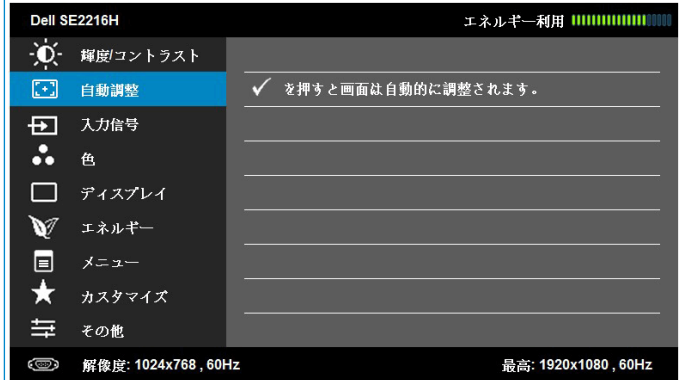 Dell SE2216H エネルギー利用
輝度/コントラスト
自動調整 ✓ を押すと画面は自動的に調整されます。
入力信号
色
ディスプレイ
エネルギー
メニュー
カスタマイズ
その他
解像度: 1024x768 , 60Hz 最高: 1920x1080 , 60Hz